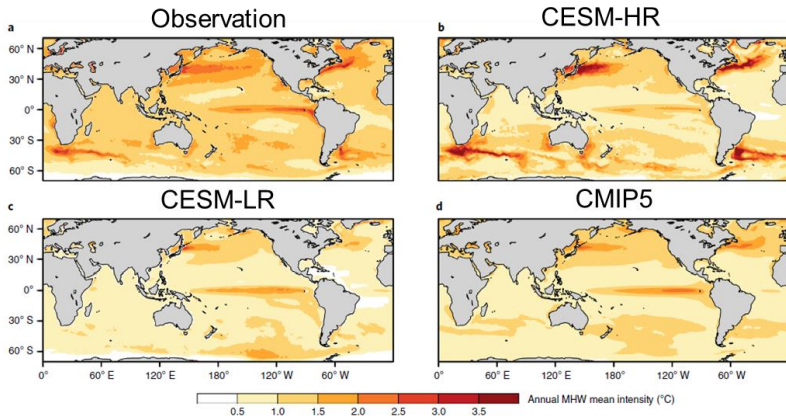 Observation
CESM-HR
a
b
60° N
30° N
0°
30° S
60° S
CESM-LR
CMIP5
c
d
60° N
30° N
0°
30° S
60° S
0° 60° E 120° E 180° 120° W 60° W
0° 60° E 120° E 180° 120° W 60° W
0.5 1.0 1.5 2.0 2.5 3.0 3.5
Annual MHW mean intensity (°C)